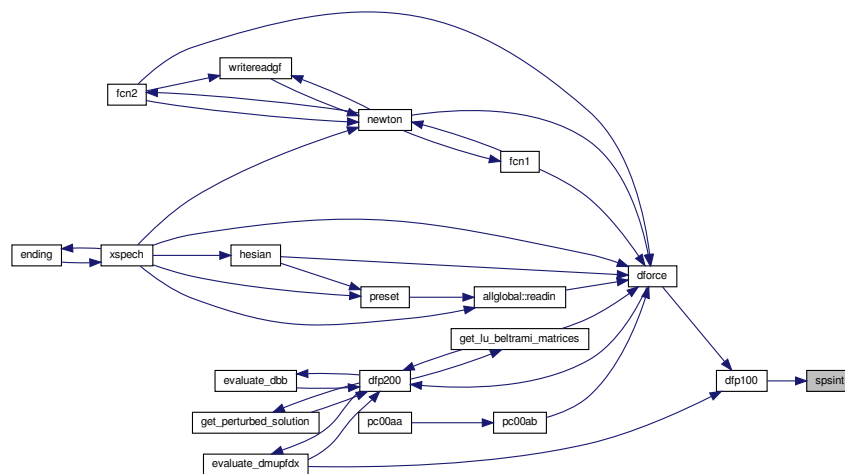 writereadgf
fcn2
newton
fcn1
ending
xspech
hesian
dforce
preset
allglobal::readin
get_lu_beltrami_matrices
evaluate_dbb
dfp200
dfp100
spsint
get_perturbed_solution
pc00aa
pc00ab
evaluate_dmupfdx